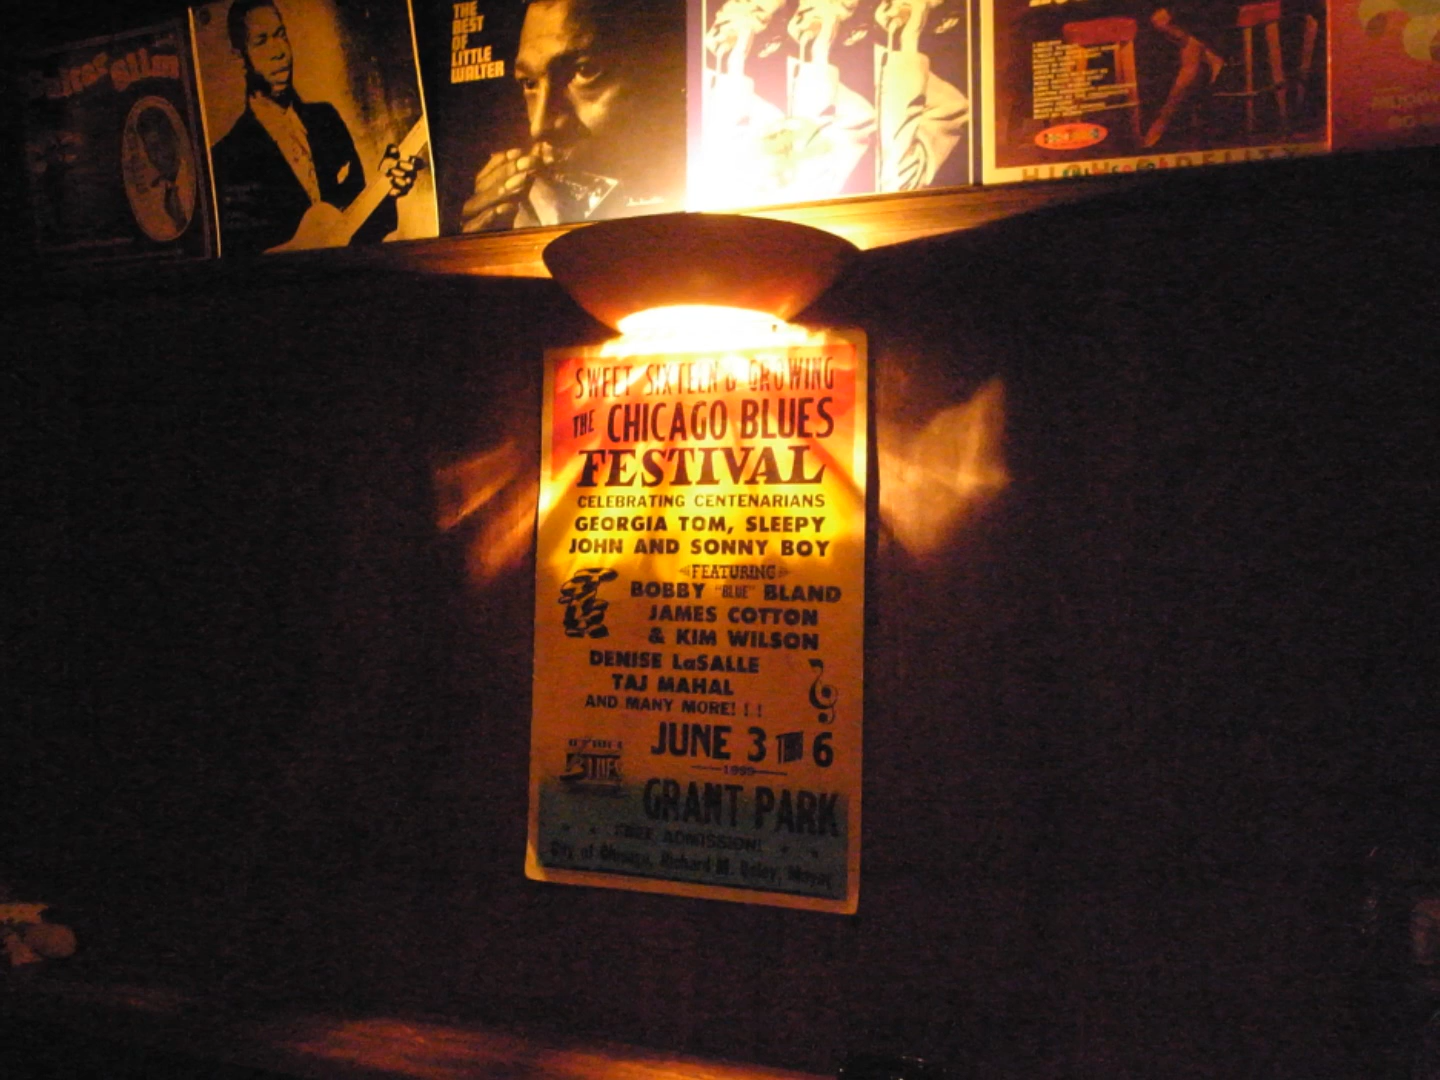 THE
BEST
OF
LITTLE
WALTER
SWEET SIXTEEN & GROWING
THE CHICAGO BLUES
FESTIVAL
CELEBRATING CENTENARIANS
GEORGIA TOM, SLEEPY
JOHN AND SONNY BOY
FEATURING
BOBBY "BLUE" BLAND
JAMES COTTON
& KIM WILSON
DENISE LaSALLE
TAJ MAHAL
AND MANY MORE! ! !
JUNE 3 THRU 6
1999
GRANT PARK
FREE ADMISSION!
City of Chicago, Richard M. Daley, Mayor